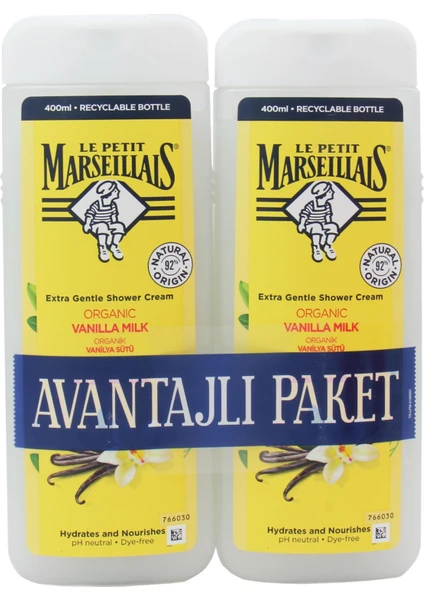 400ml • RECYCLABLE BOTTLE
LE PETIT
MARSEILLAIS®
92%
NATURAL
ORIGIN
Extra Gentle Shower Cream
ORGANIC
VANILLA MILK
ORGANİK
VANİLYA SÜTÜ
766030
Hydrates and Nourishes
pH neutral • Dye-free
400ml • RECYCLABLE BOTTLE
LE PETIT
MARSEILLAIS®
92%
NATURAL
ORIGIN
Extra Gentle Shower Cream
ORGANIC
VANILLA MILK
ORGANİK
VANİLYA SÜTÜ
766030
Hydrates and Nourishes
pH neutral • Dye-free
AVANTAJLI PAKET